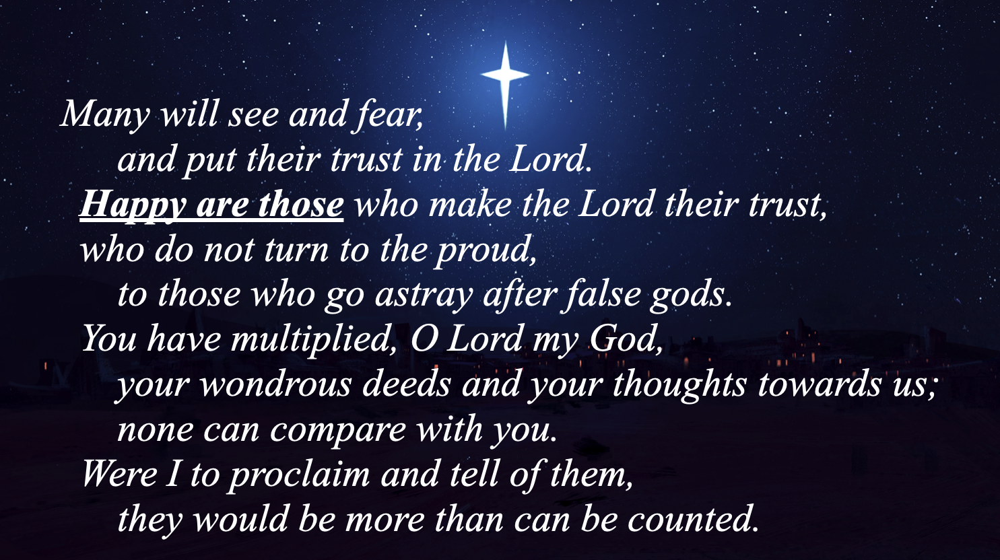 Many will see and fear,
and put their trust in the Lord.
Happy are those who make the Lord their trust,
who do not turn to the proud,
to those who go astray after false gods.
You have multiplied, O Lord my God,
your wondrous deeds and your thoughts towards us;
none can compare with you.
Were I to proclaim and tell of them,
they would be more than can be counted.